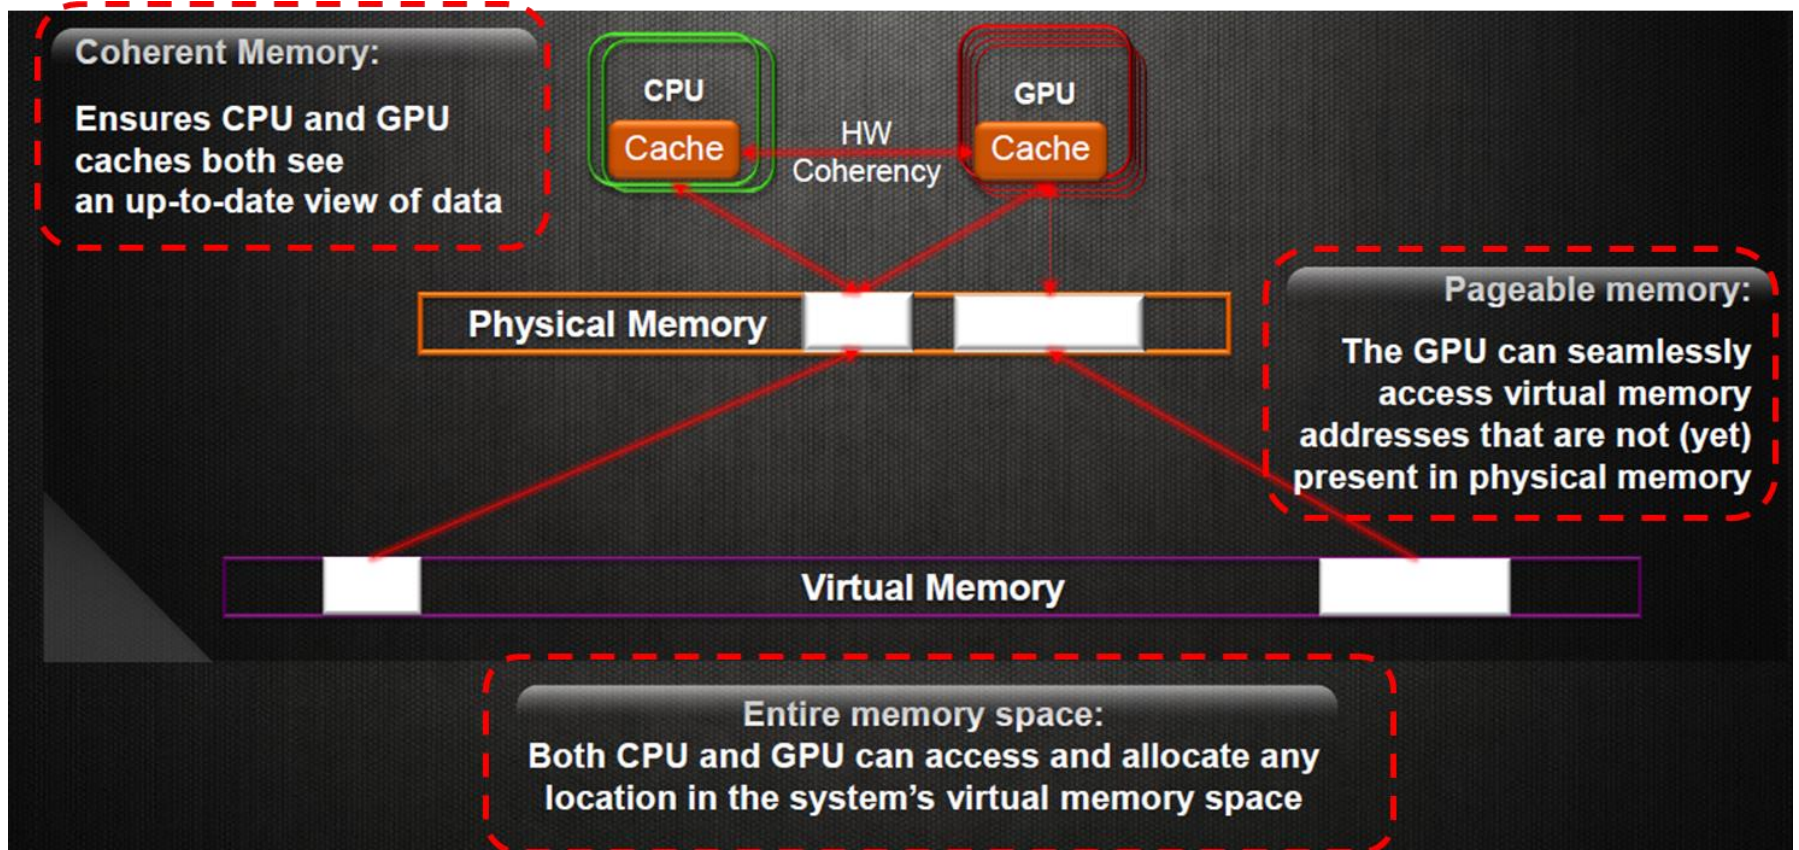 Coherent Memory:
Ensures CPU and GPU
caches both see
an up-to-date view of data
CPU
Cache
HW
Coherency
GPU
Cache
Physical Memory
Pageable memory:
The GPU can seamlessly
access virtual memory
addresses that are not (yet)
present in physical memory
Virtual Memory
Entire memory space:
Both CPU and GPU can access and allocate any
location in the system’s virtual memory space